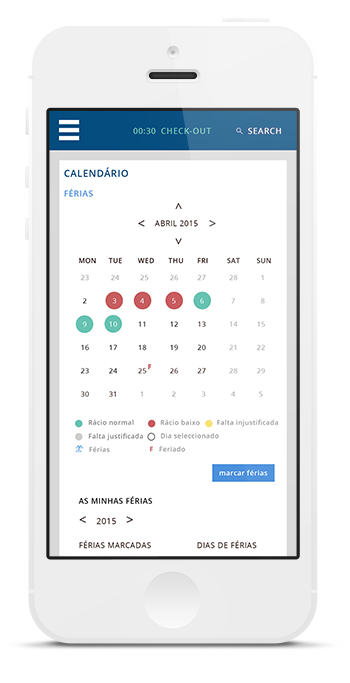 00:30 CHECK-OUT SEARCH
CALENDÁRIO
FÉRIAS
< ABRIL 2015 >
MON TUE WED THU FRI SAT SUN
23 24 25 26 27 28 1
2 3 4 5 6 7 8
9 10 11 12 13 14 15
16 17 18 19 20 21 22
23 24 25 F 26 27 28 29
30 31 1 2 3 4 5
Rácio normal Rácio baixo Falta injustificada
Falta justificada Dia seleccionado
Férias F Feriado
marcar férias
AS MINHAS FÉRIAS
< 2015 >
FÉRIAS MARCADAS DIAS DE FÉRIAS